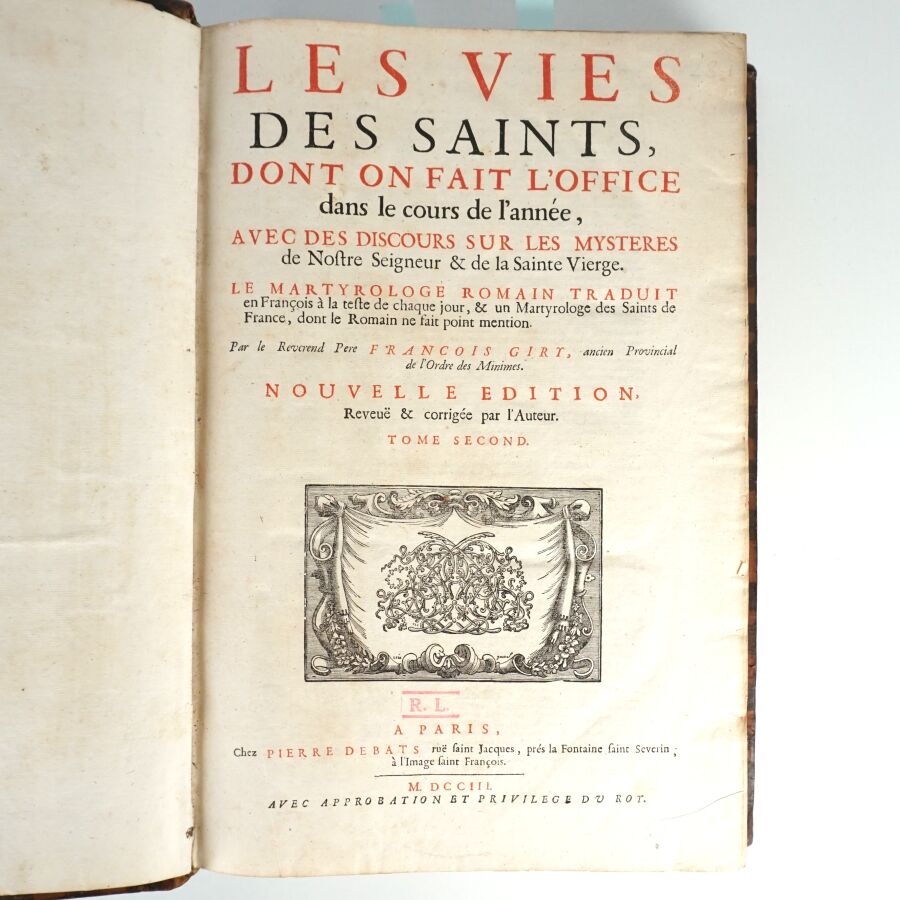 LES VIES
DES SAINTS,
DONT ON FAIT L'OFFICE
dans le cours de l'année,
AVEC DES DISCOURS SUR LES MYSTERES
de Noſtre Seigneur & de la Sainte Vierge.
LE MARTYROLOGE ROMAIN TRADUIT
en François à la teſte de chaque jour, & un Martyrologe des Saints de
France, dont le Romain ne fait point mention.
Par le Reverend Pere FRANCOIS GIRY, ancien Provincial
de l'Ordre des Minimes.
NOUVELLE EDITION,
Reveuë & corrigée par l'Auteur.
TOME SECOND.
R. L.
A PARIS,
Chez PIERRE DEBATS ruë ſaint Jacques, prés la Fontaine ſaint Severin;
à l'Image ſaint François.
M. DCCIII.
AVEC APPROBATION ET PRIVILEGE DV ROY.